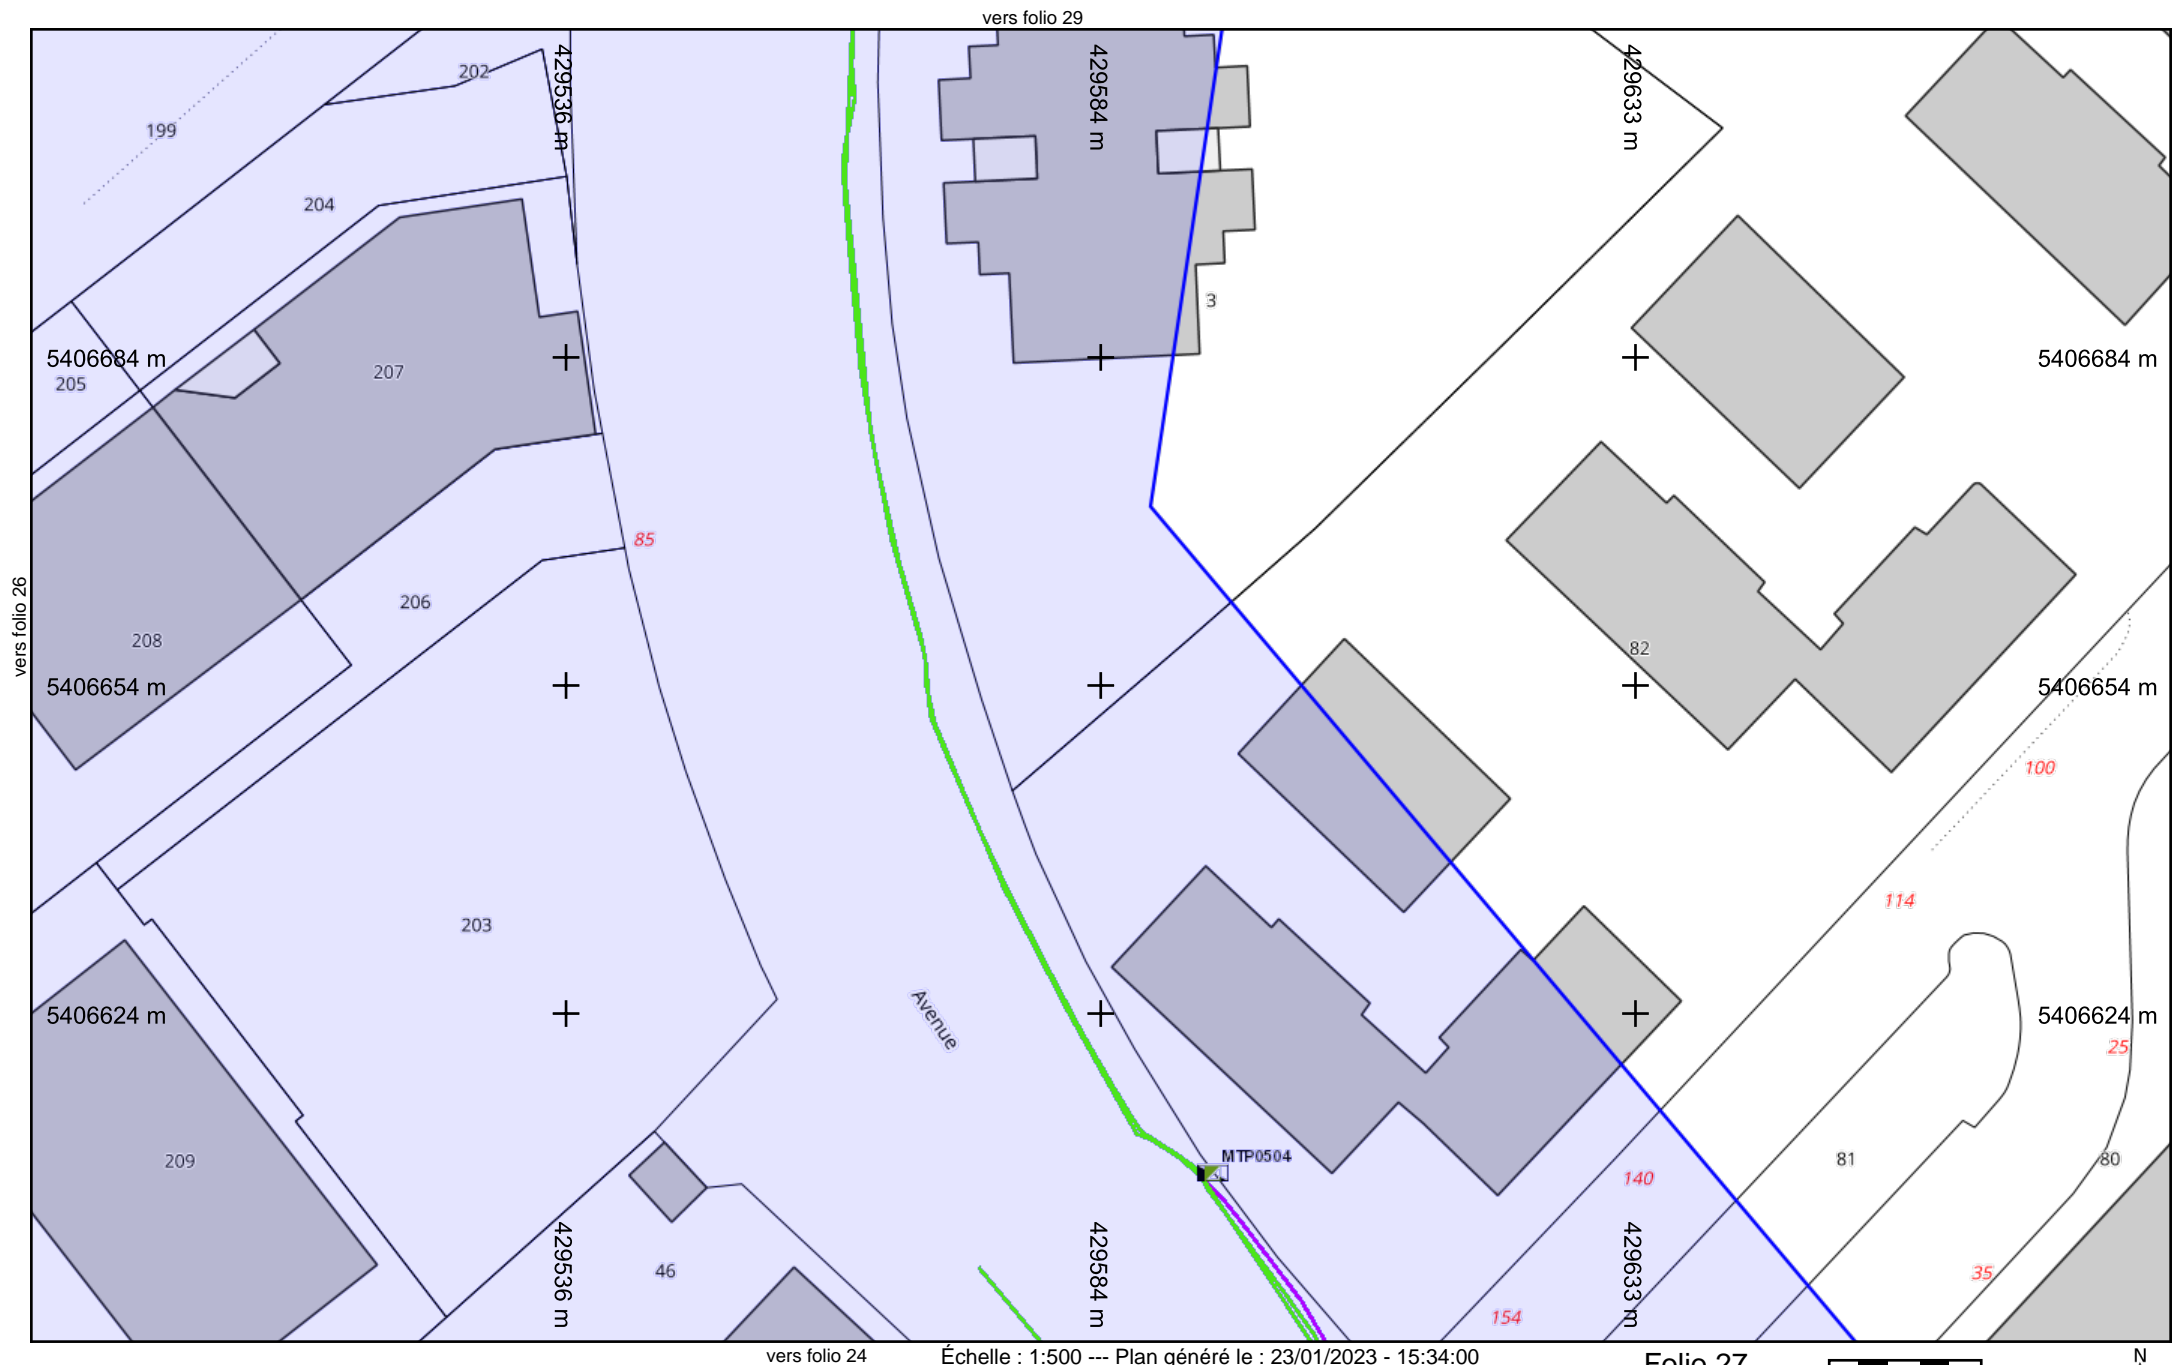 vers folio 29
202
429536 m
429584 m
429633 m
199
204
3
5406684 m
5406684 m
205
207
85
vers folio 26
206
208
82
5406654 m
5406654 m
100
114
203
Avenue
5406624 m
5406624 m
25
MTP0504
209
81
80
140
46
429536 m
429584 m
429633 m
35
154
vers folio 24
Échelle : 1:500 --- Plan généré le : 23/01/2023 - 15:34:00
Folio 27
N